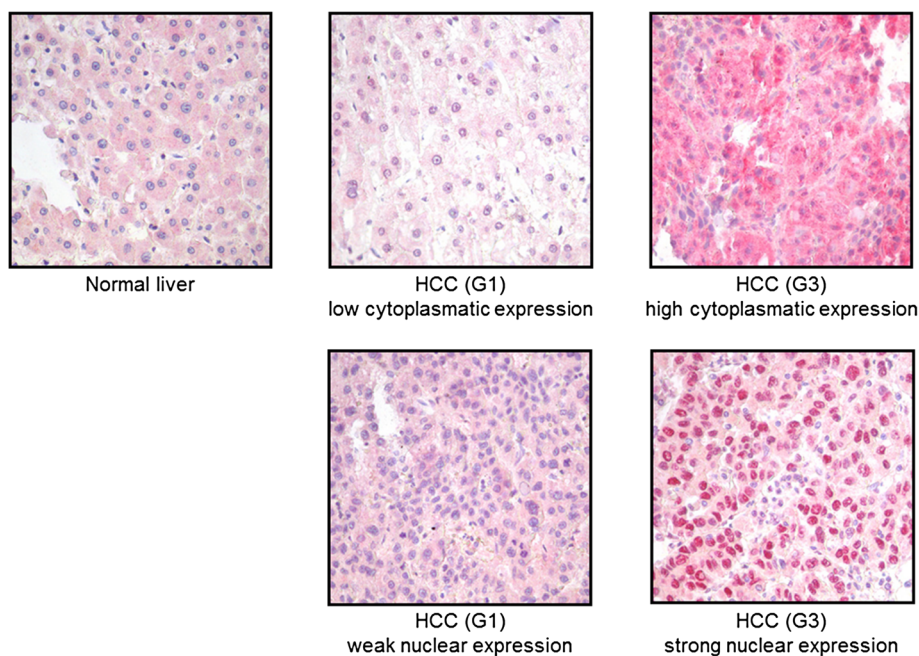 Normal liver
HCC (G1)
low cytoplasmatic expression
HCC (G3)
high cytoplasmatic expression
HCC (G1)
weak nuclear expression
HCC (G3)
strong nuclear expression